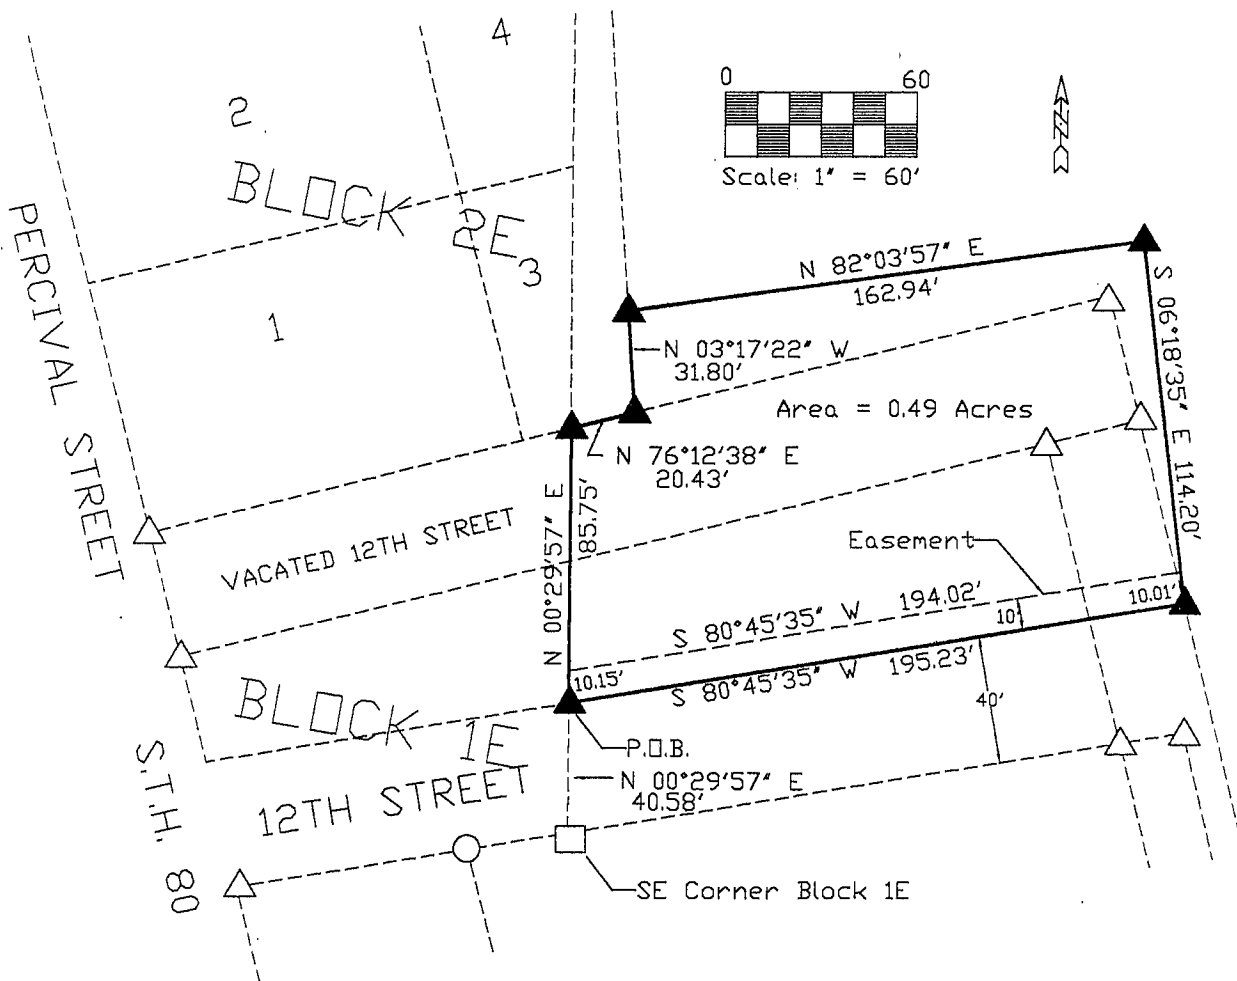 4
0 60
2
Scale: 1" = 60'
N
BLOCK 2E
3
1
PERCIVAL STREET
N 82°03'57" E
162.94'
S 06°18'35" E 114.20'
N 03°17'22" W
31.80'
Area = 0.49 Acres
N 76°12'38" E
20.43'
N 00°29'57" E
85.75'
VACATED 12TH STREET
Easement
S 80°45'35" W 194.02'
10'
10.01'
10.15'
S 80°45'35" W 195.23'
40'
BLOCK 1E
P.O.B.
S.T.H. 80
12TH STREET
N 00°29'57" E
40.58'
SE Corner Block 1E